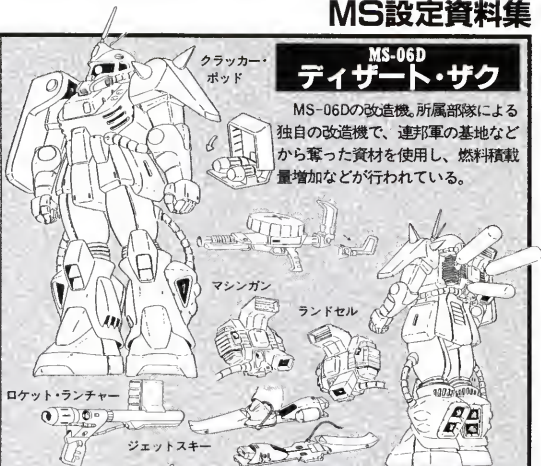 MS設定資料集
MS-06D
ディザート・ザク
MS-06Dの改造機。所属部隊による
独自の改造機で、連邦軍の基地など
から奪った資材を使用し、燃料積載
量増加などが行われている。
クラッカー・
ポッド
マシンガン
ランドセル
ロケット・ランチャー
ジェットスキー